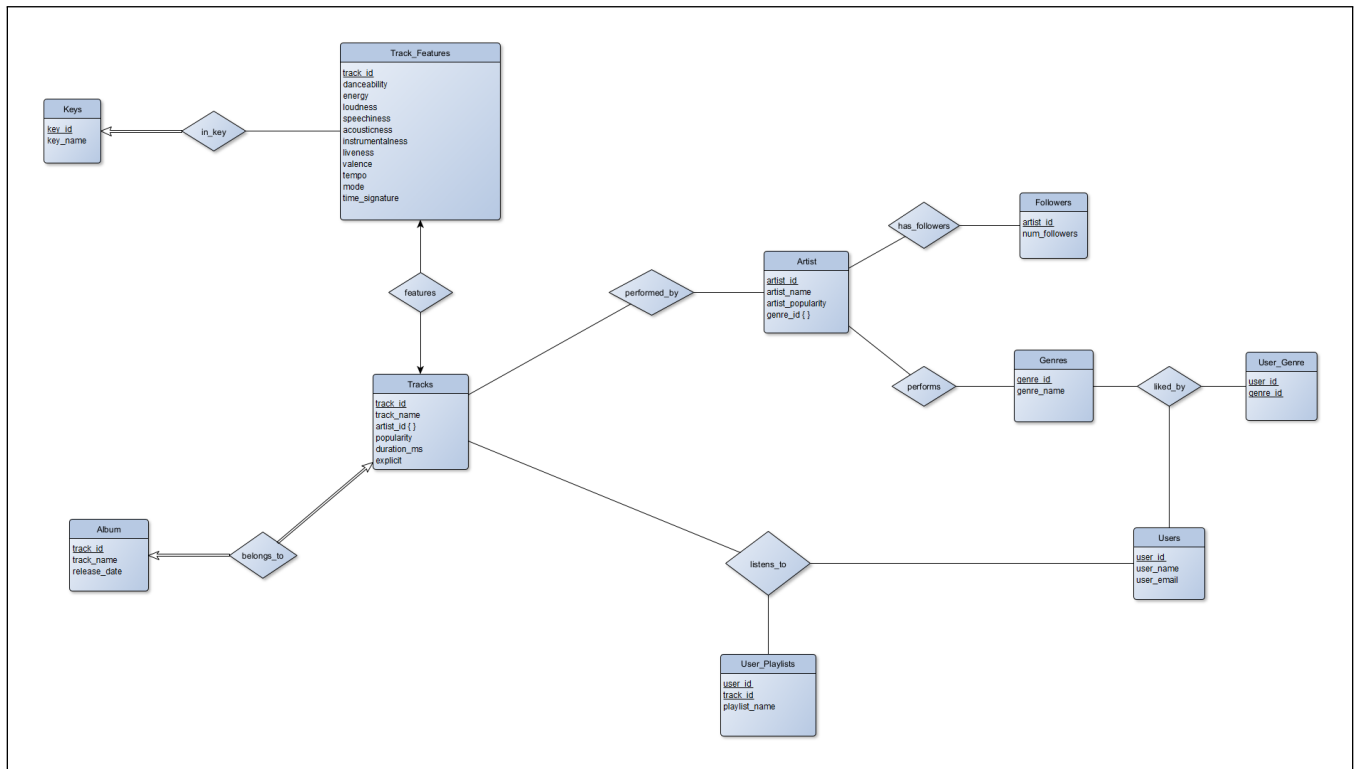 Track_Features
track_id
danceability
energy
loudness
speechiness
acousticness
instrumentalness
liveness
valence
tempo
mode
time_signature
Keys
key_id
key_name
in_key
features
Followers
artist_id
num_followers
has_followers
Artist
artist_id
artist_name
artist_popularity
genre_id { }
performed_by
performs
Genres
genre_id
genre_name
liked_by
User_Genre
user_id
genre_id
Tracks
track_id
track_name
artist_id { }
popularity
duration_ms
explicit
Album
track_id
track_name
release_date
belongs_to
listens_to
Users
user_id
user_name
user_email
User_Playlists
user_id
track_id
playlist_name